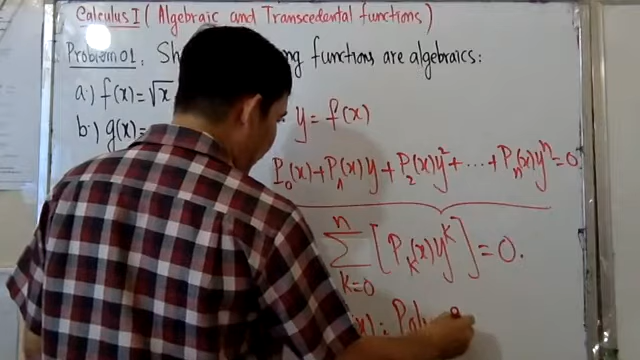 Calculus I ( Algebraic and Transcedental functions )
Problem 01. functions are algebraics:
a.) f(x) = √x
y = f(x)
b.) g(x) =
P₀(x) + P₁(x)y + P₂(x)y² + ... + Pₙ(x)yⁿ = 0
n
∑ [Pₖ(x)yᵏ] = 0.
k=0
(x) :